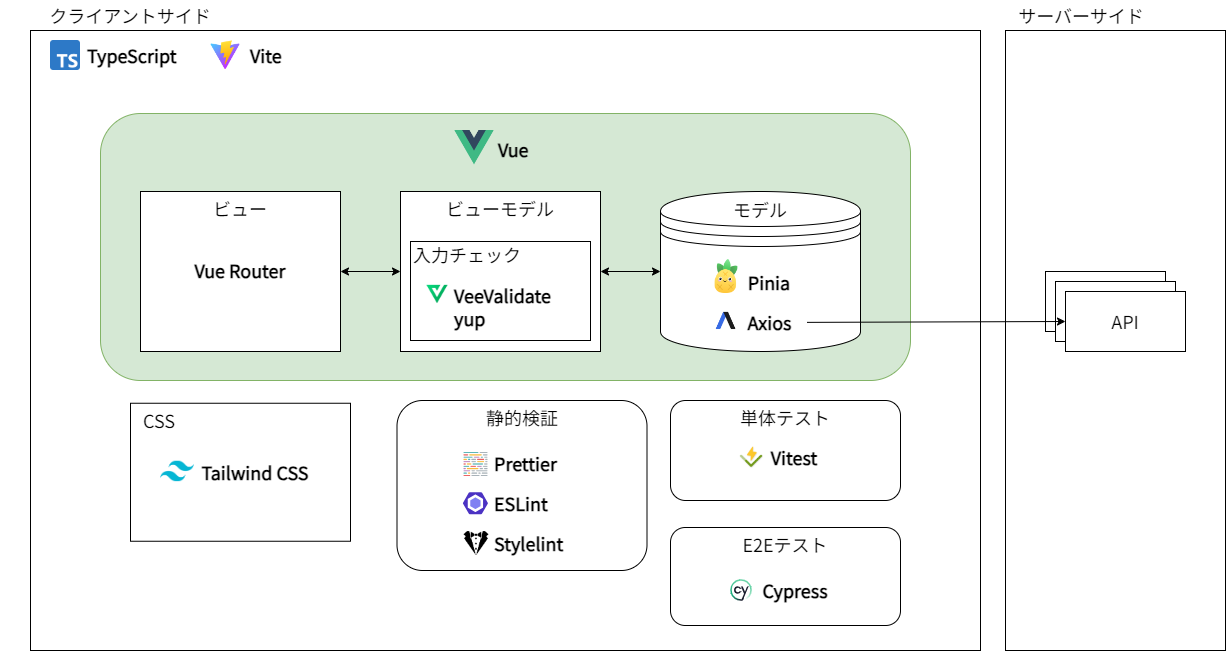 クライアントサイド
サーバーサイド
TS TypeScript
Vite
Vue
ビュー
Vue Router
ビューモデル
入力チェック
VeeValidate
yup
モデル
Pinia
Axios
API
CSS
Tailwind CSS
静的検証
Prettier
ESLint
Stylelint
単体テスト
Vitest
E2Eテスト
cy Cypress